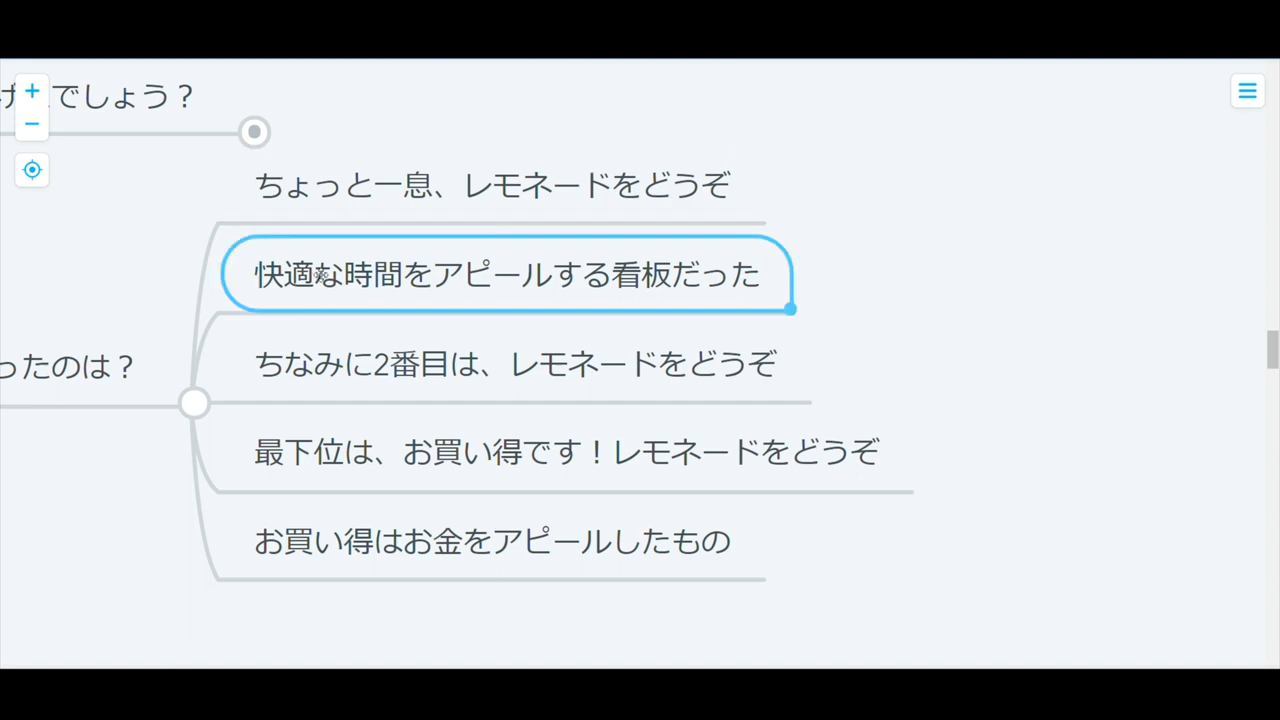 でしょう？
ちょっと一息、レモネードをどうぞ
快適な時間をアピールする看板だった
ちなみに2番目は、レモネードをどうぞ
ったのは？
最下位は、お買い得です！レモネードをどうぞ
お買い得はお金をアピールしたもの